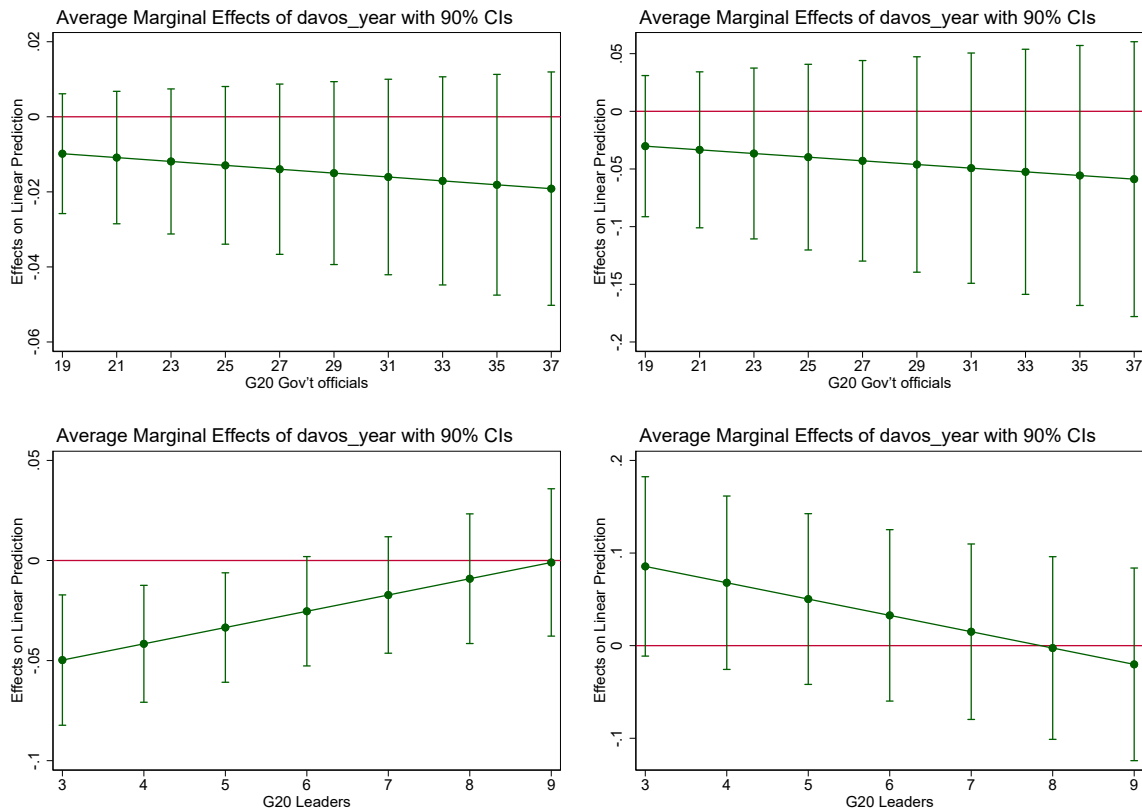 Average Marginal Effects of davos_year with 90% CIs
Effects on Linear Prediction
.02
0
-.02
-.04
-.06
19 21 23 25 27 29 31 33 35 37
G20 Gov't officials
Average Marginal Effects of davos_year with 90% CIs
Effects on Linear Prediction
.05
0
-.05
-.1
-.15
-.2
19 21 23 25 27 29 31 33 35 37
G20 Gov't officials
Average Marginal Effects of davos_year with 90% CIs
Effects on Linear Prediction
.05
0
-.05
-.1
3 4 5 6 7 8 9
G20 Leaders
Average Marginal Effects of davos_year with 90% CIs
Effects on Linear Prediction
.2
.1
0
-.1
3 4 5 6 7 8 9
G20 Leaders